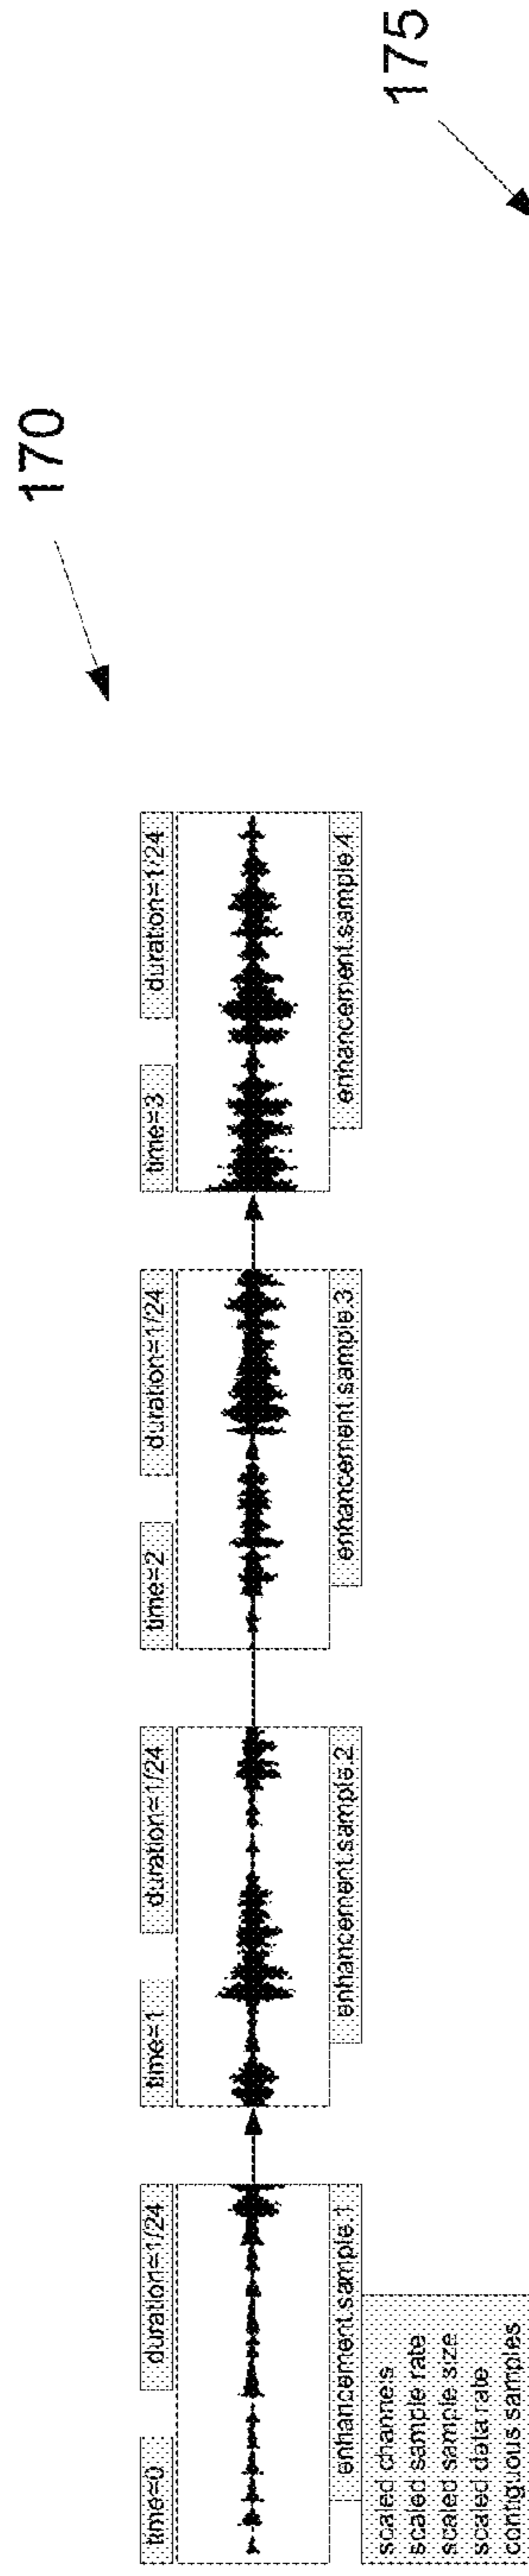 170
175
time=0
duration=1/24
time=1
duration=1/24
time=2
duration=1/24
time=3
duration=1/24
enhancement.sample.1
enhancement.sample.2
enhancement.sample.3
enhancement.sample.4
scaled channels
scaled sample rate
scaled sample size
scaled data rate
contiguous samples